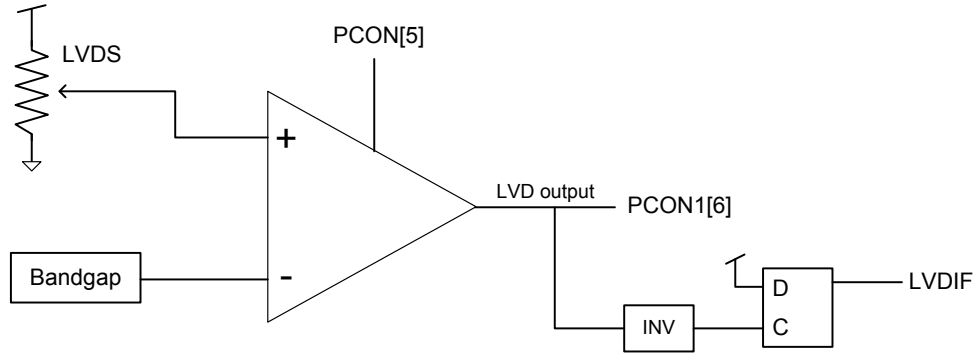 PCON[5]
LVDS
+
LVD output
PCON1[6]
Bandgap
-
D
LVDIF
INV
C